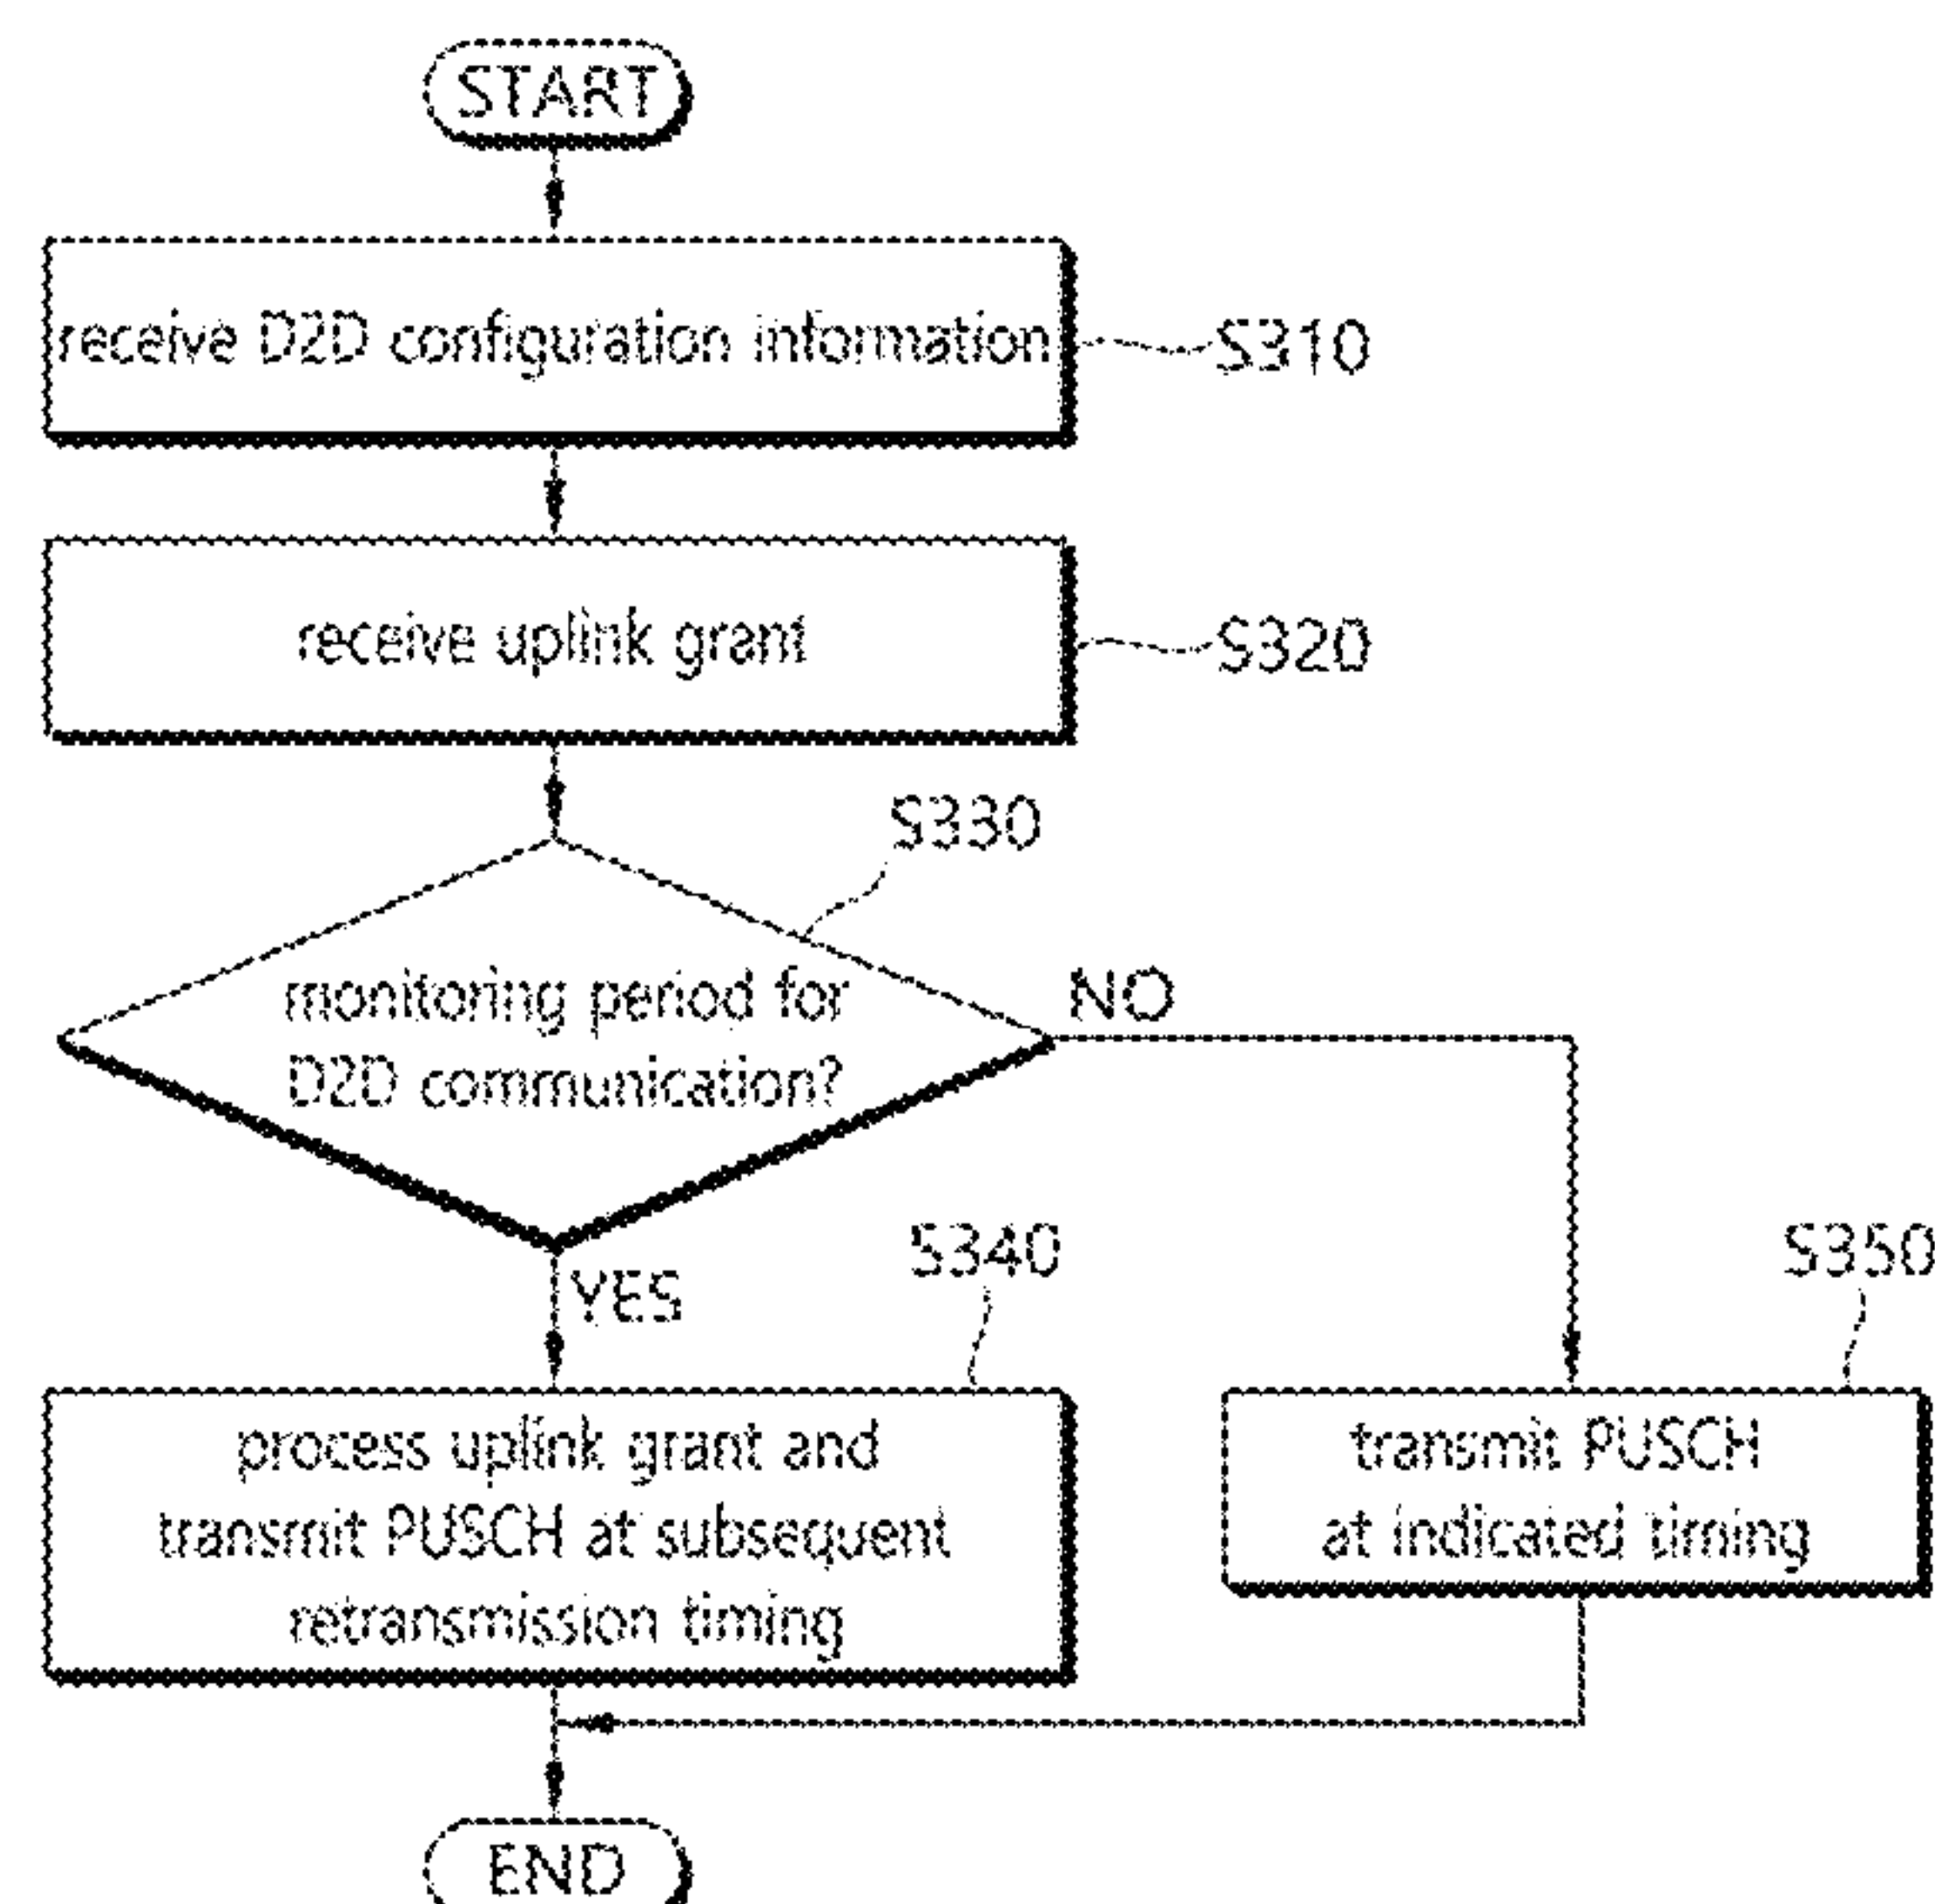 START
receive D2D configuration information
S310
receive uplink grant
S320
S330
monitoring period for
D2D communication?
NO
YES
S340
process uplink grant and
transmit PUSCH at subsequent
retransmission timing
S350
transmit PUSCH
at indicated timing
END